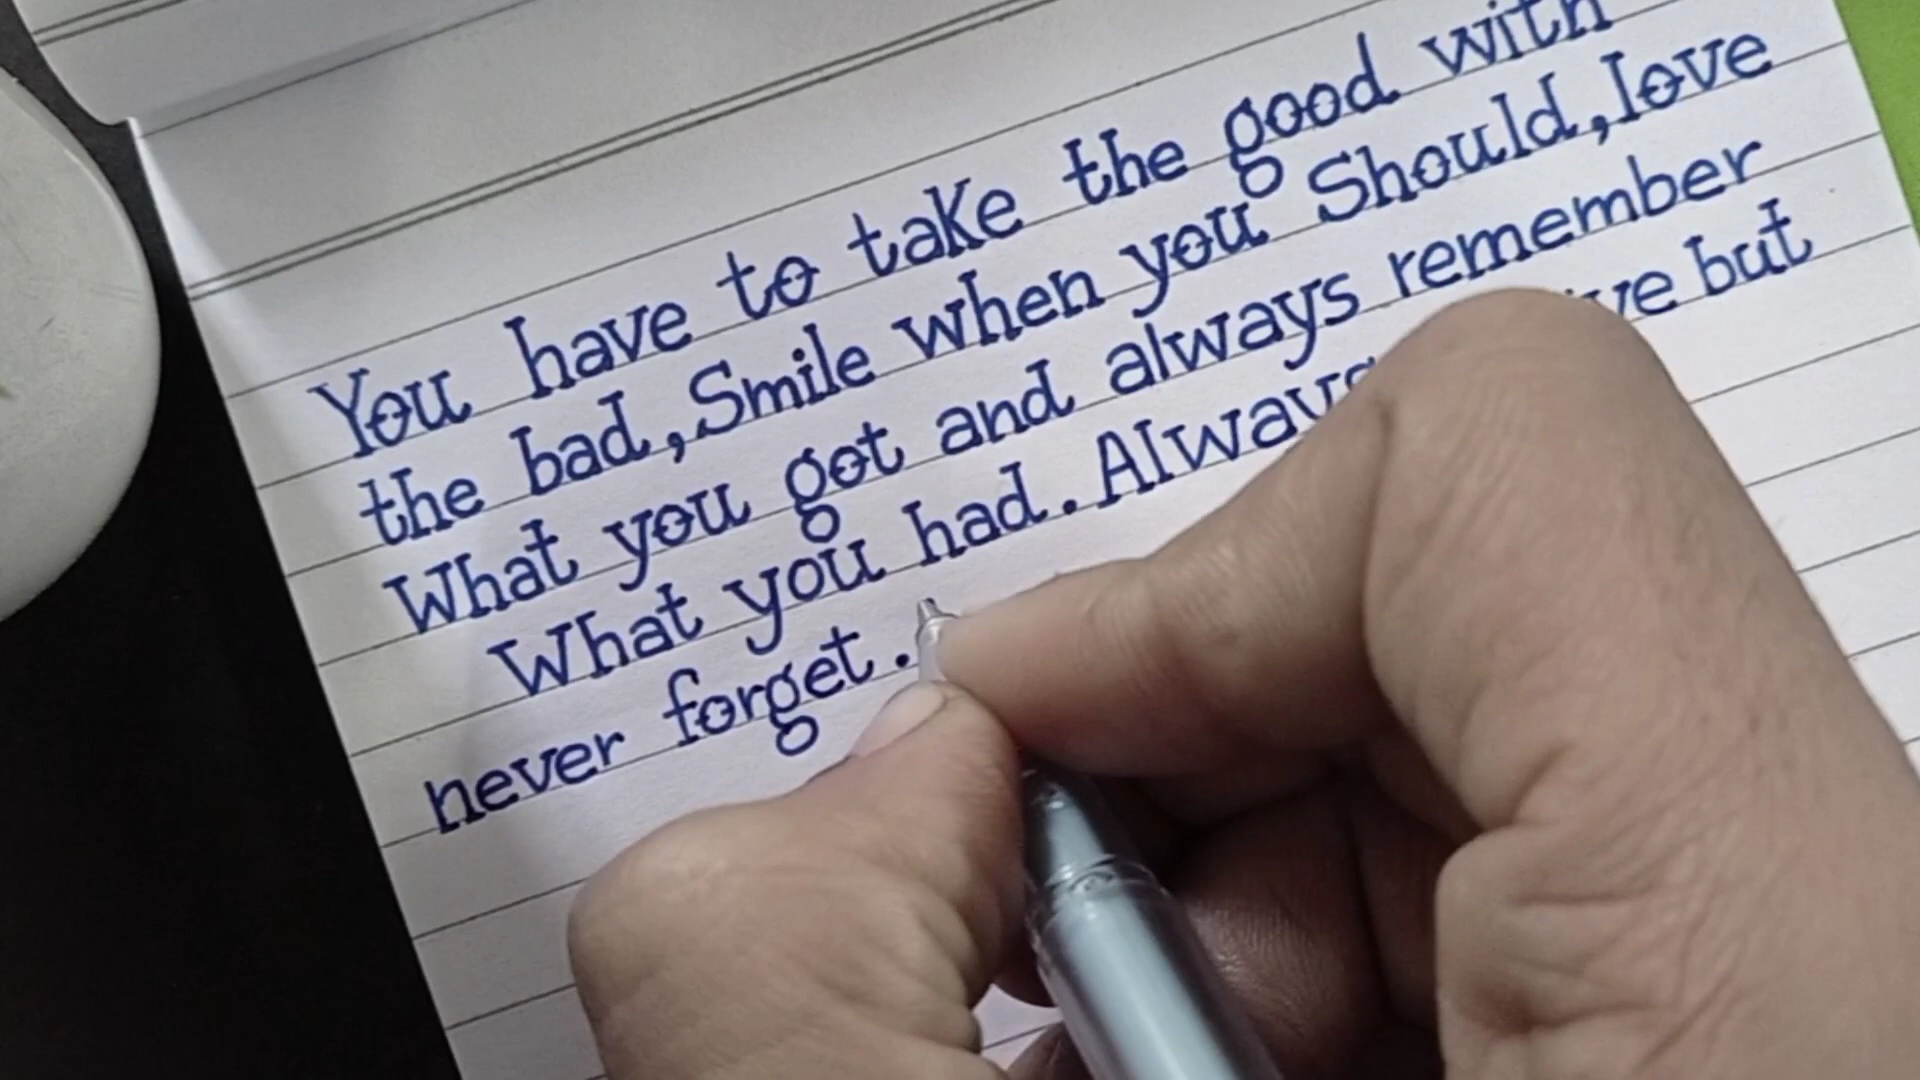 You have to take the good with
the bad, Smile when you Should, love
What you got and always remember
What you had. Always but
never forget.